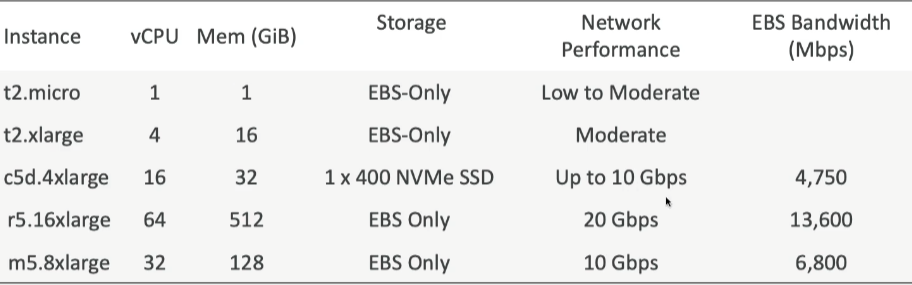 Instance vCPU Mem (GiB) Storage Network Performance EBS Bandwidth (Mbps)
t2.micro 1 1 EBS-Only Low to Moderate
t2.xlarge 4 16 EBS-Only Moderate
c5d.4xlarge 16 32 1 x 400 NVMe SSD Up to 10 Gbps 4,750
r5.16xlarge 64 512 EBS Only 20 Gbps 13,600
m5.8xlarge 32 128 EBS Only 10 Gbps 6,800